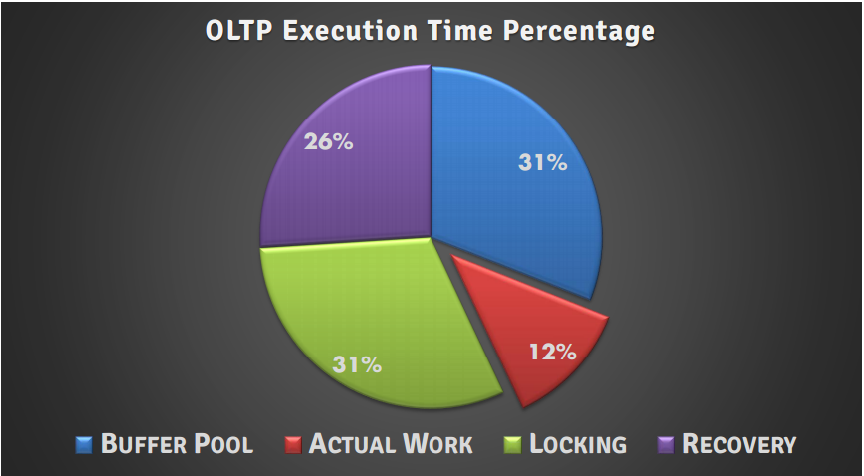 OLTP Execution Time Percentage
26%
31%
12%
31%
BUFFER POOL ACTUAL WORK LOCKING RECOVERY